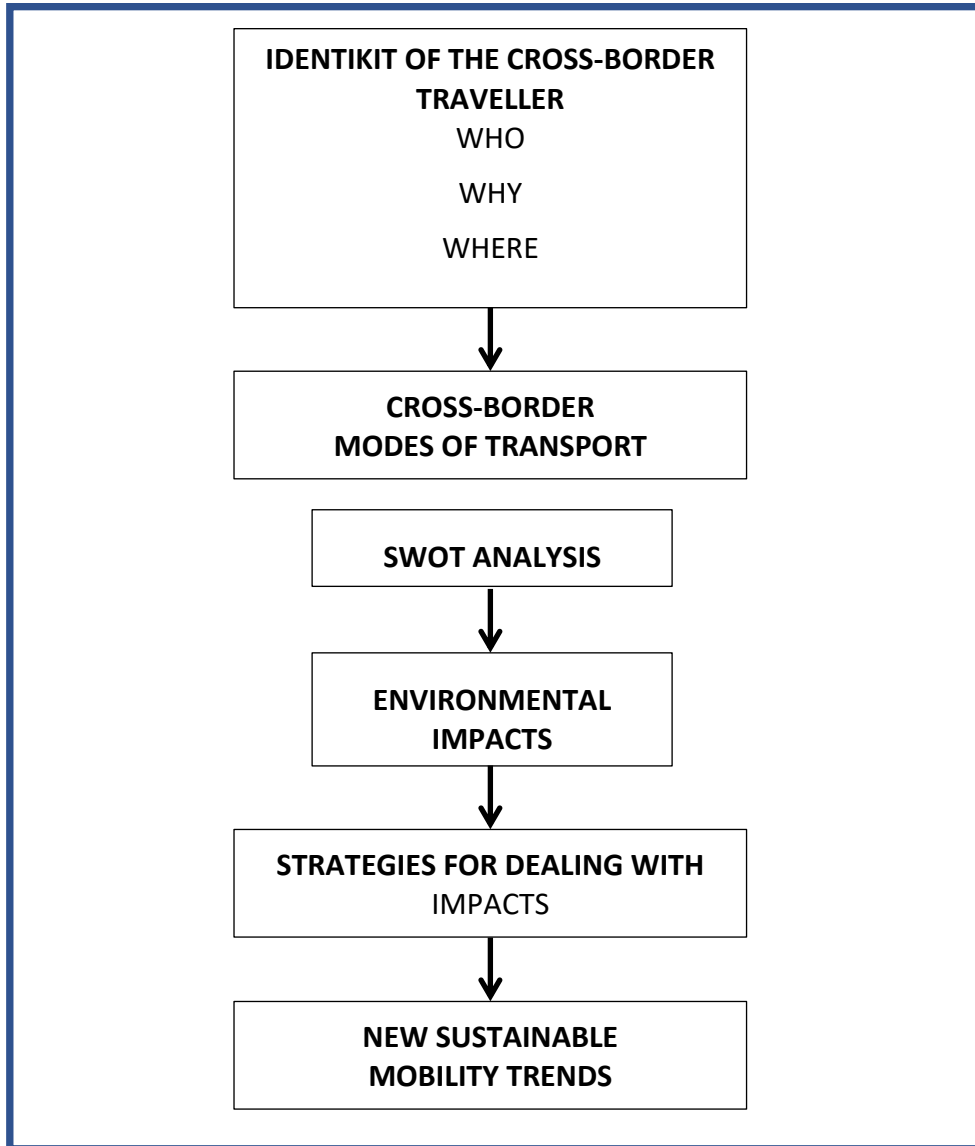 IDENTIKIT OF THE CROSS-BORDER
TRAVELLER
WHO
WHY
WHERE
CROSS-BORDER
MODES OF TRANSPORT
SWOT ANALYSIS
ENVIRONMENTAL
IMPACTS
STRATEGIES FOR DEALING WITH
IMPACTS
NEW SUSTAINABLE
MOBILITY TRENDS